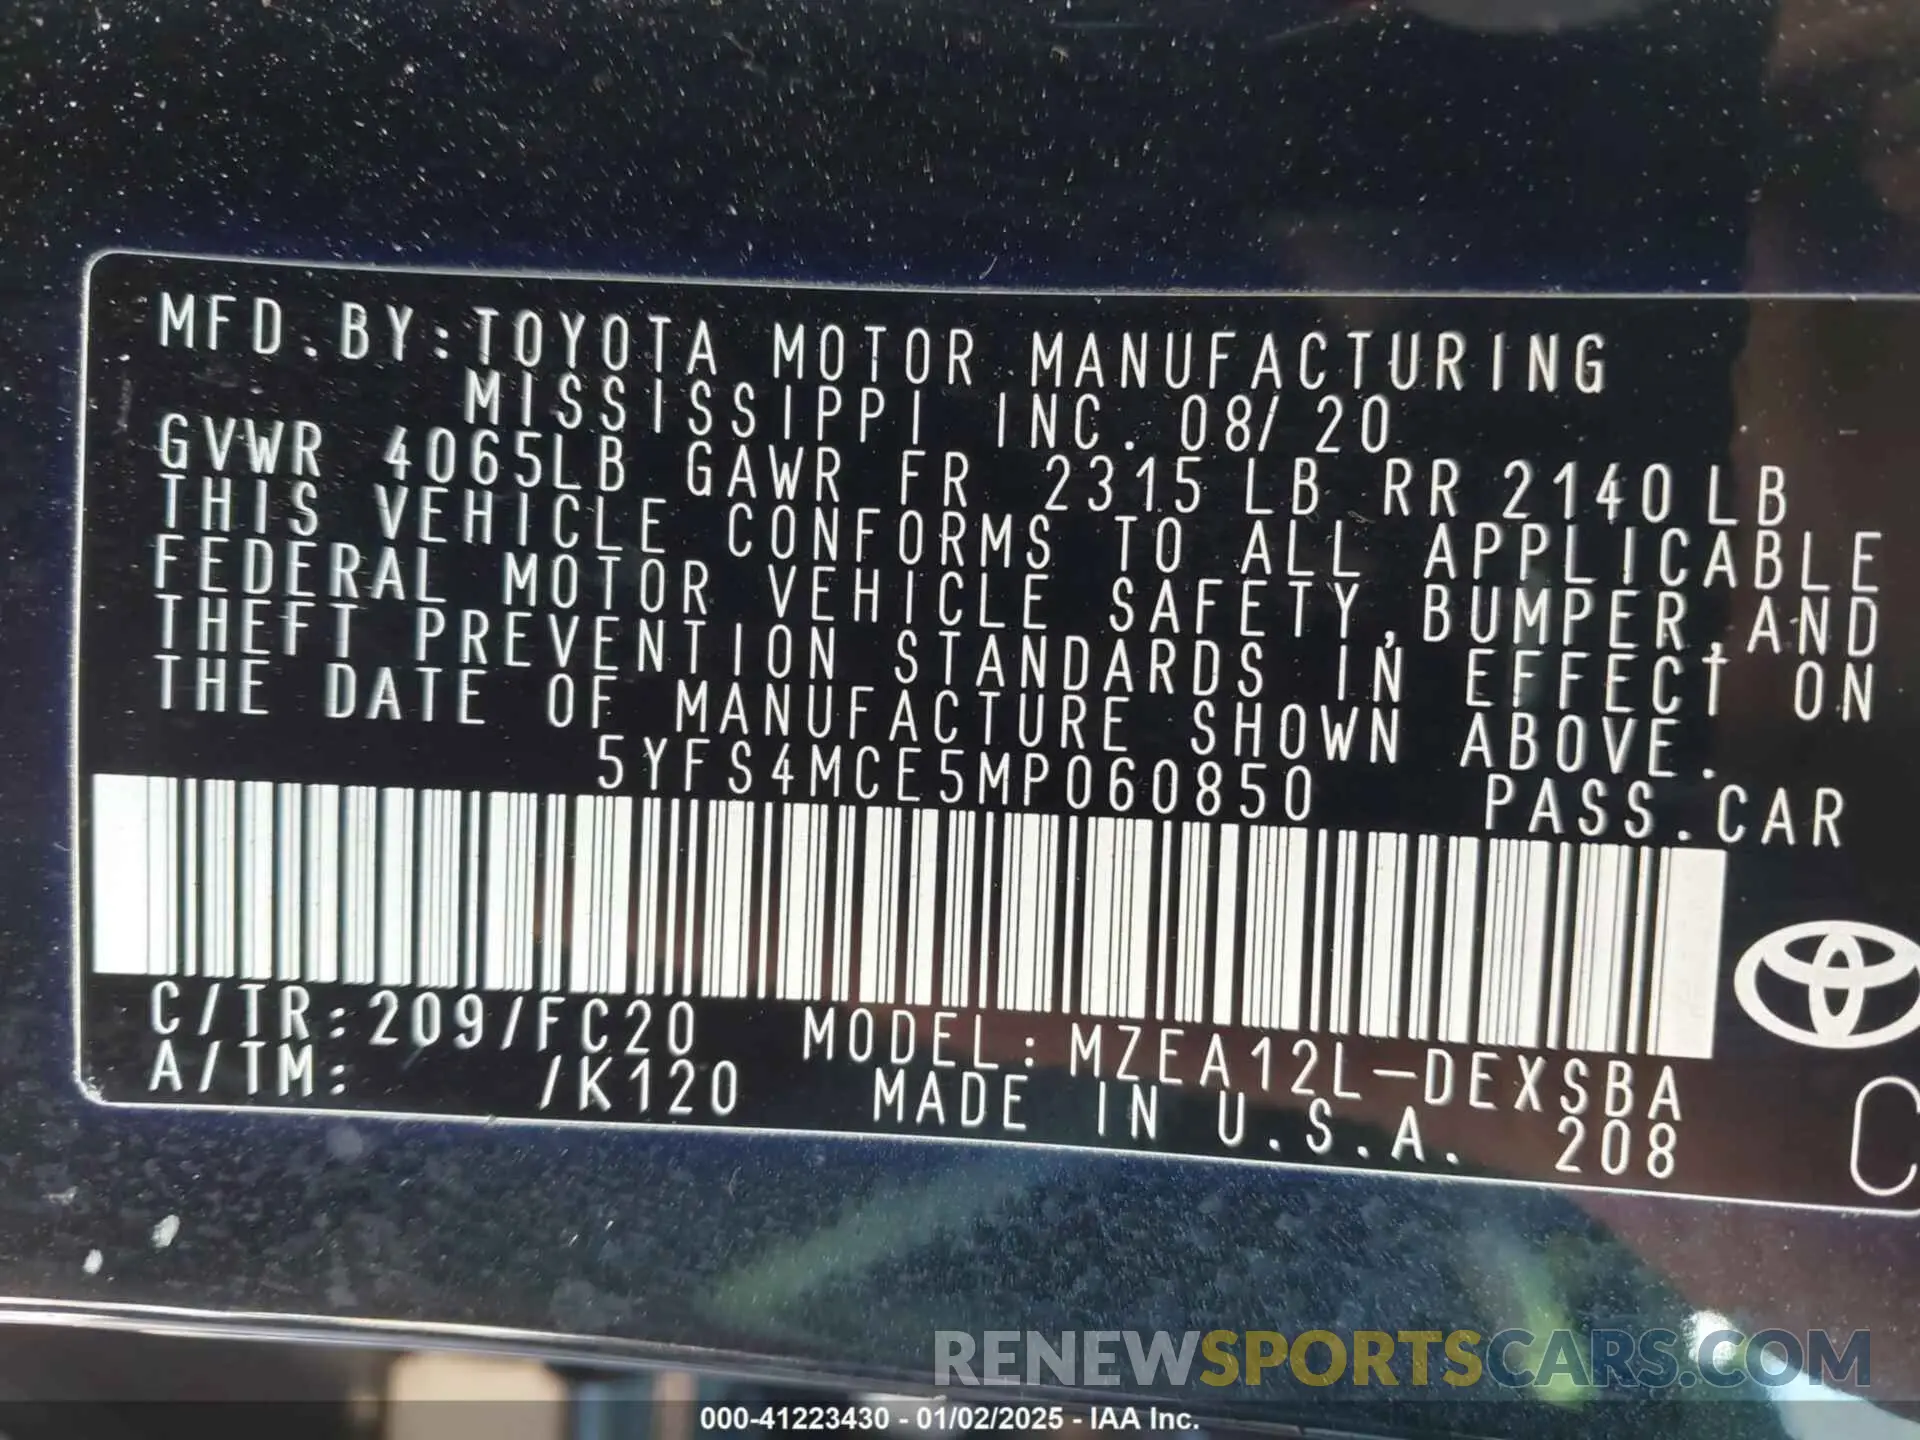 MFD.BY:TOYOTA MOTOR MANUFACTURING
MISSISSIPPI INC. 08/20
GVWR 4065LB GAWR FR 2315LB RR 2140LB
THIS VEHICLE CONFORMS TO ALL APPLICABLE
FEDERAL MOTOR VEHICLE SAFETY,BUMPER,AND
THEFT PREVENTION STANDARDS IN EFFECT ON
THE DATE OF MANUFACTURE SHOWN ABOVE.
5YFS4MCE5MP060850 PASS.CAR
C/TR:209/FC20 MODEL:MZEA12L-DEXSBA
A/TM: /K120 MADE IN U.S.A. 208
C
RENEWSPORTSCARS.COM
000-41223430 - 01/02/2025 - IAA Inc.